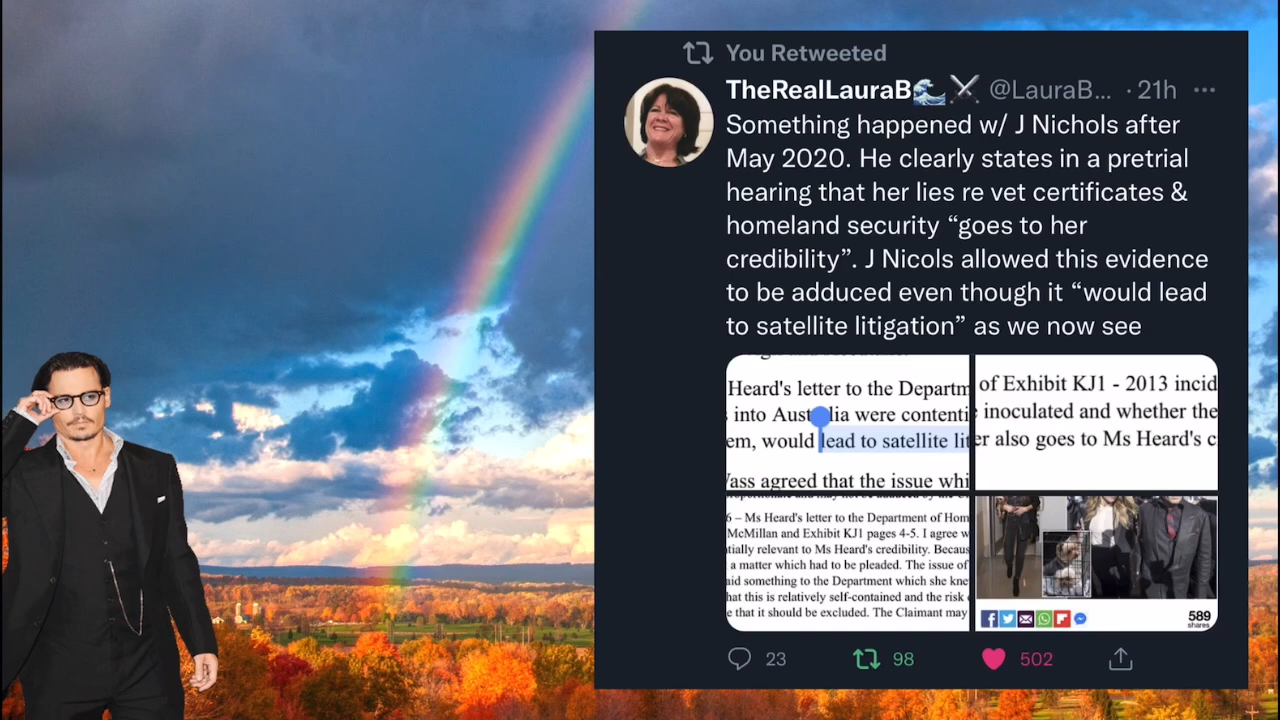 You Retweeted
TheRealLauraB🌊⚔️ @LauraB... · 21h ...
Something happened w/ J Nichols after
May 2020. He clearly states in a pretrial
hearing that her lies re vet certificates &
homeland security “goes to her
credibility”. J Nicols allowed this evidence
to be adduced even though it “would lead
to satellite litigation” as we now see
Heard's letter to the Departm
into Australia were contenti
em, would lead to satellite lit
Wass agreed that the issue whi
of Exhibit KJ1 - 2013 incid
inoculated and whether the
er also goes to Ms Heard's c
6 – Ms Heard's letter to the Department of Hom
McMillan and Exhibit KJ1 pages 4-5. I agree w
tially relevant to Ms Heard's credibility. Becaus
a matter which had to be pleaded. The issue of
aid something to the Department which she kne
hat this is relatively self-contained and the risk
e that it should be excluded. The Claimant may
589
shares
23 98 502